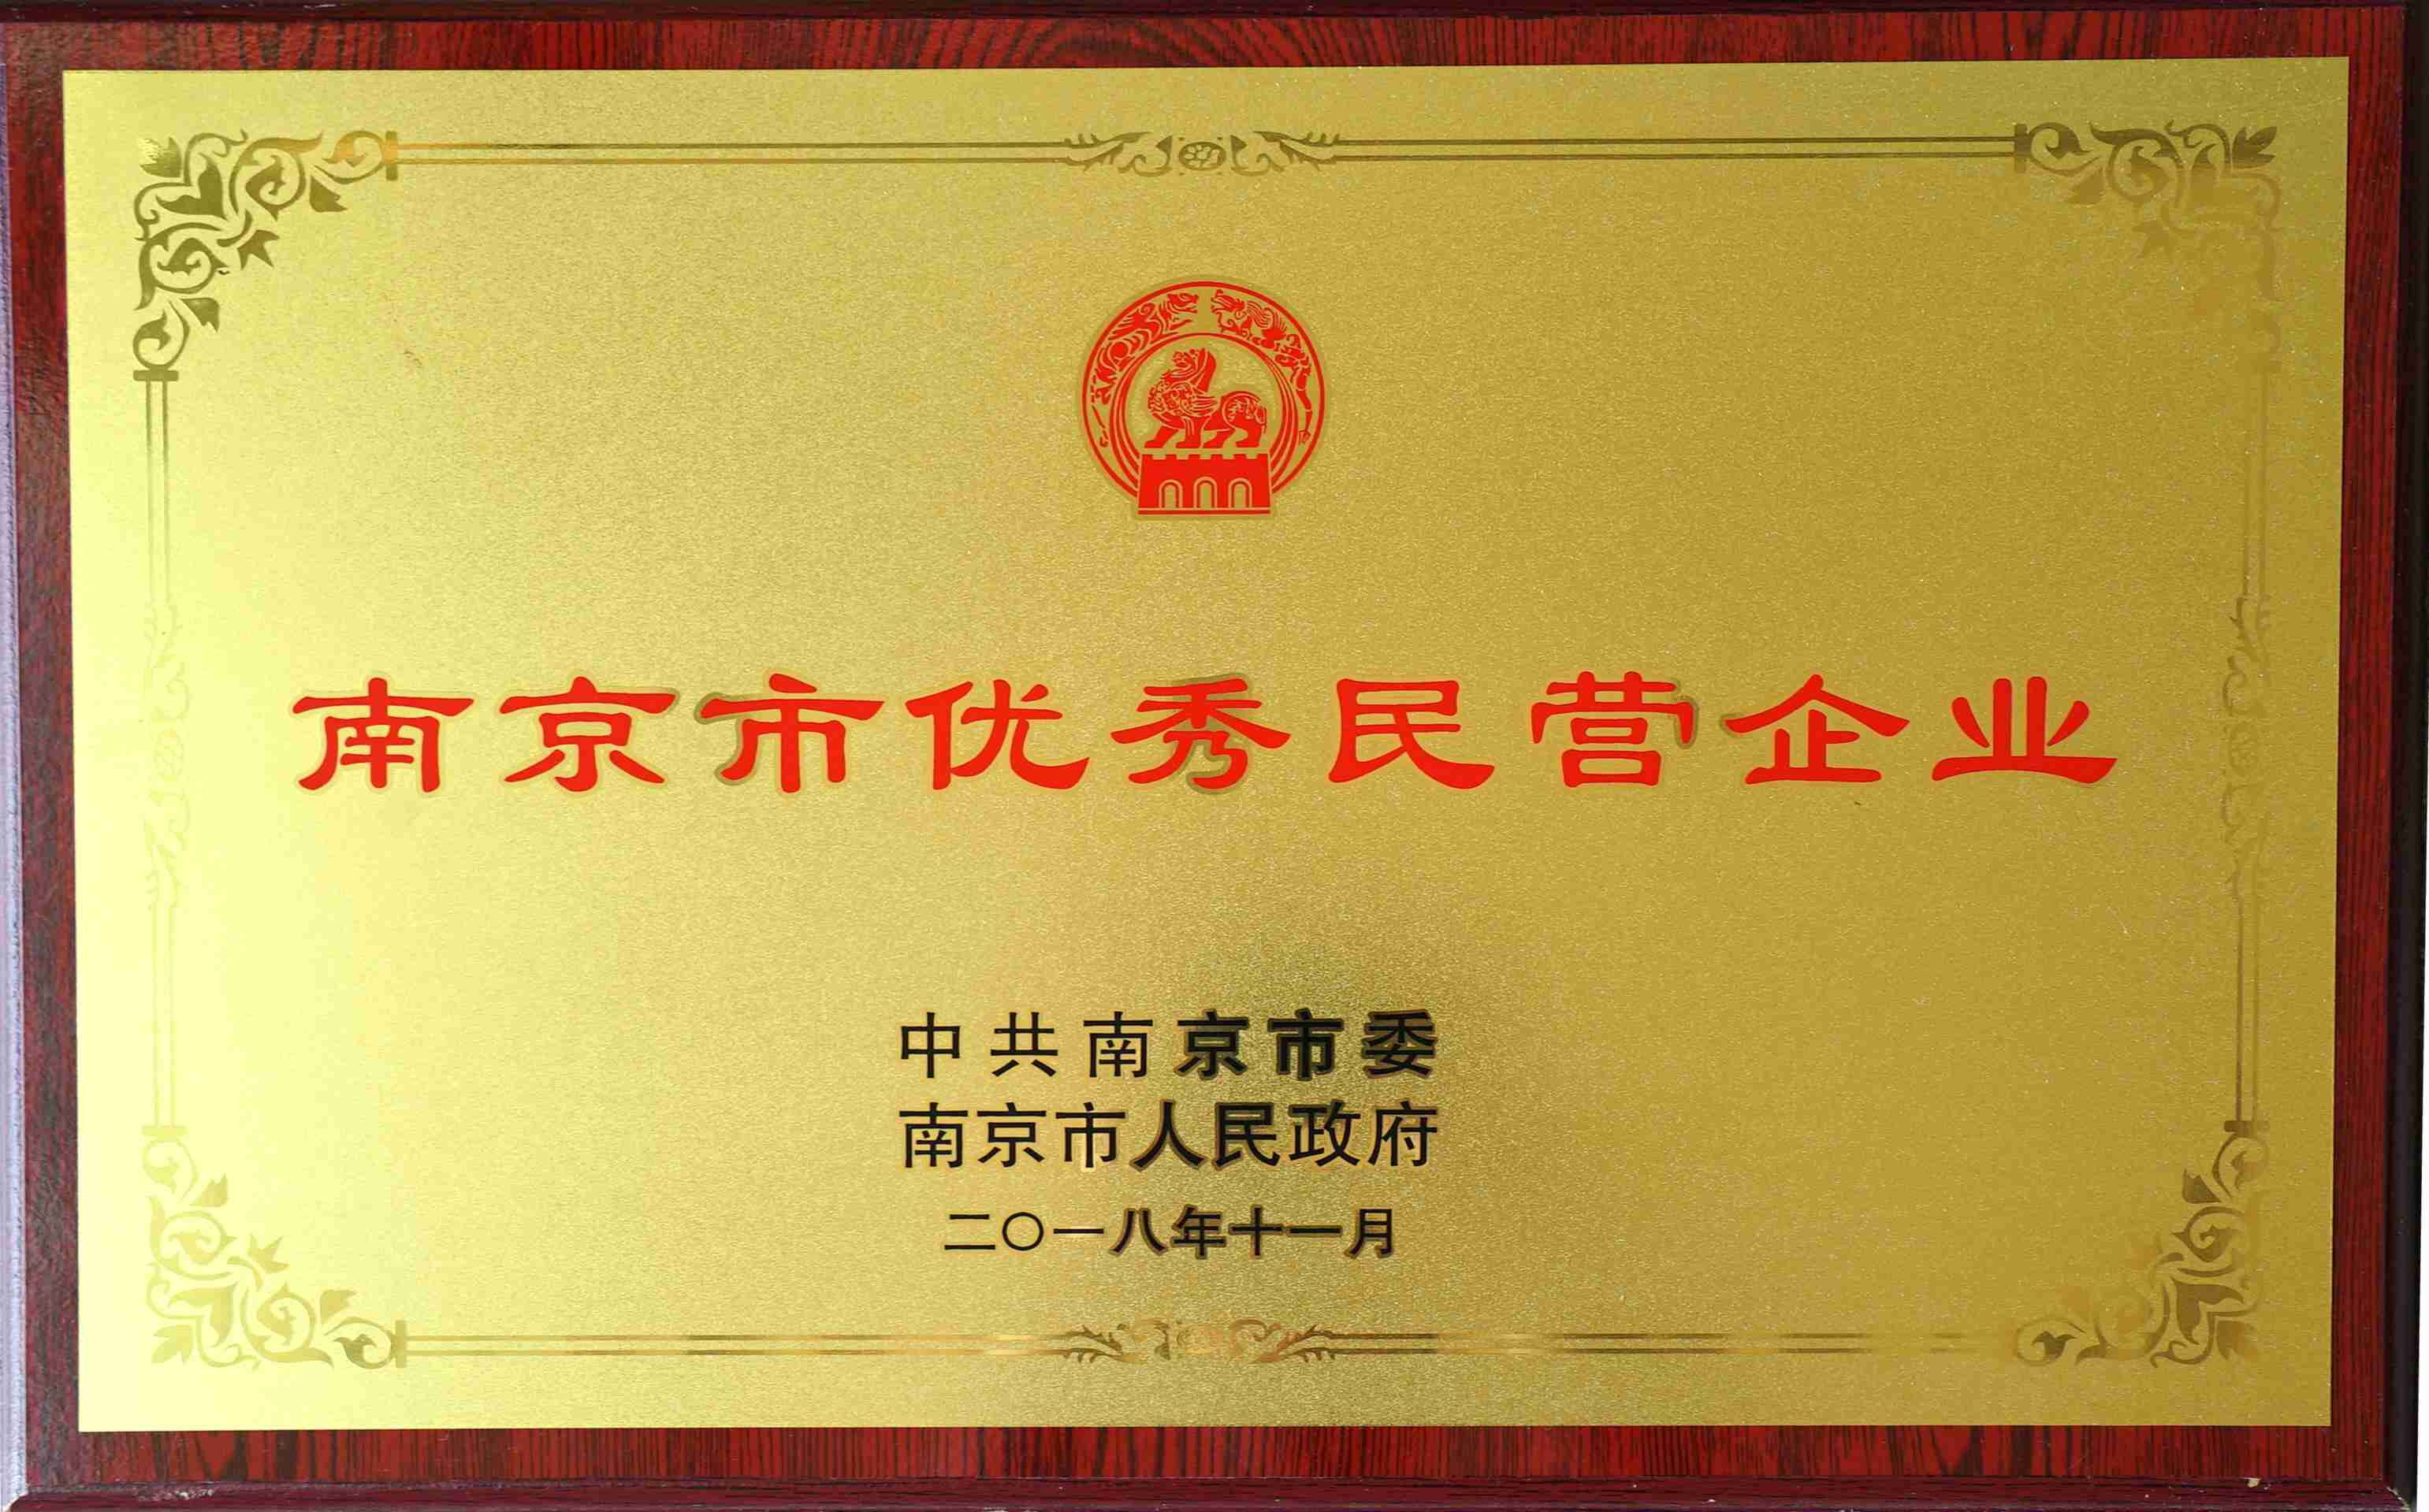 南京市优秀民营企业
中共南京市委
南京市人民政府
二〇一八年十一月